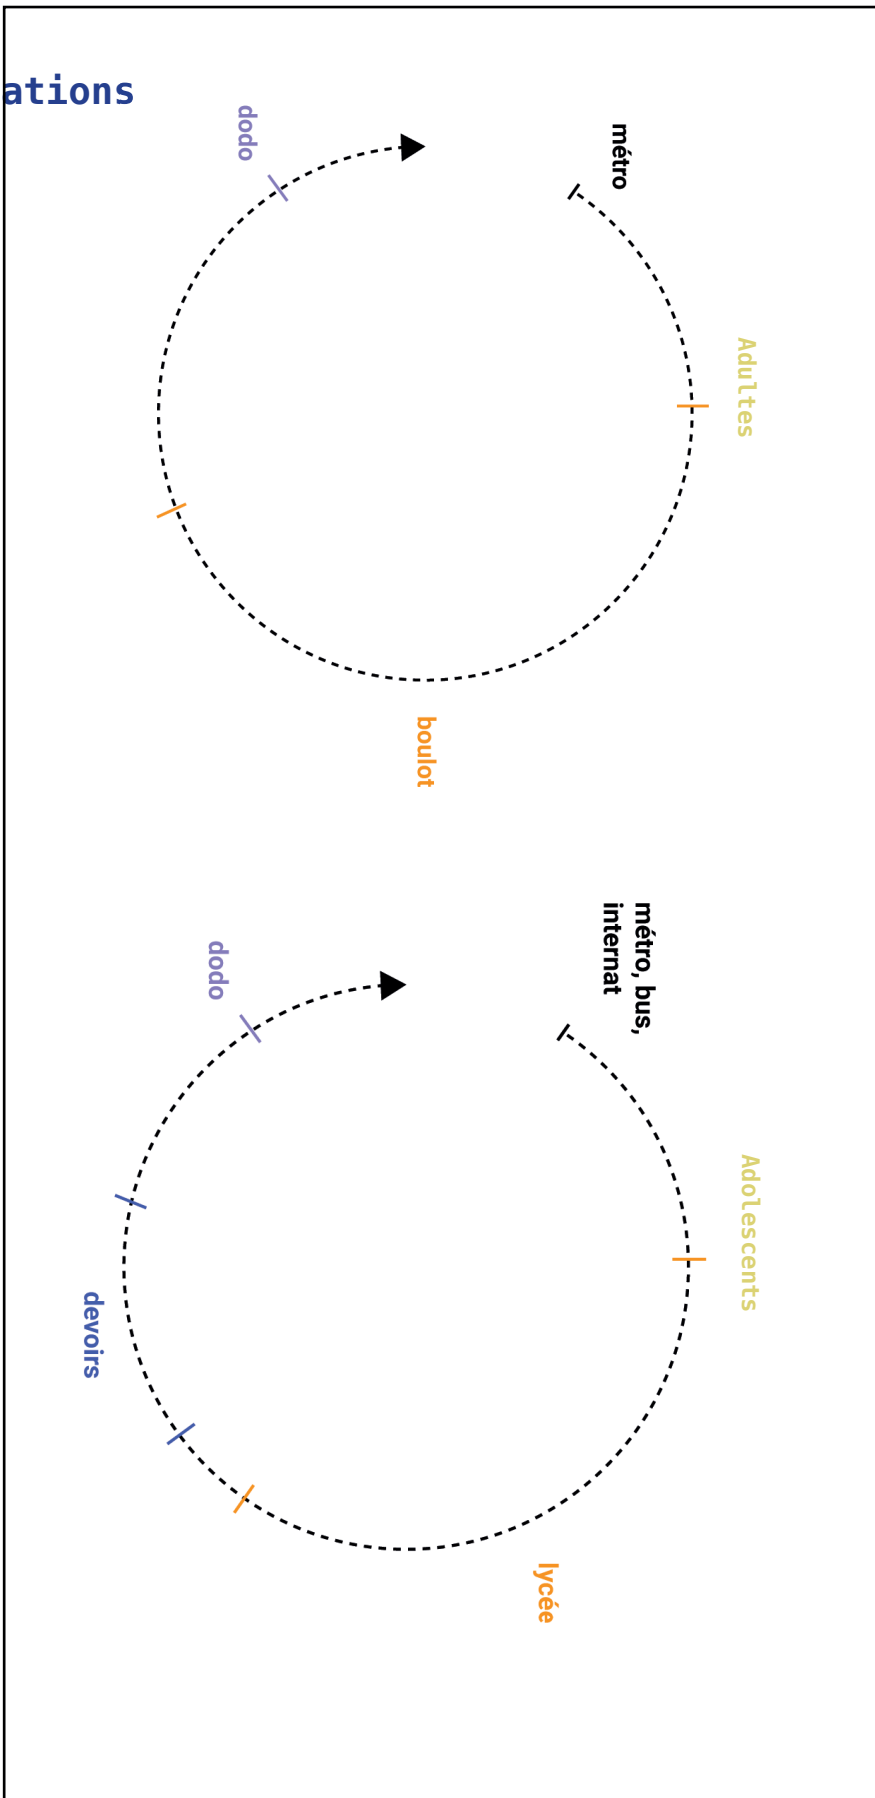 ations
Adultes
métro
boulot
dodo
Adolescents
métro, bus,
internat
lycée
devoirs
dodo